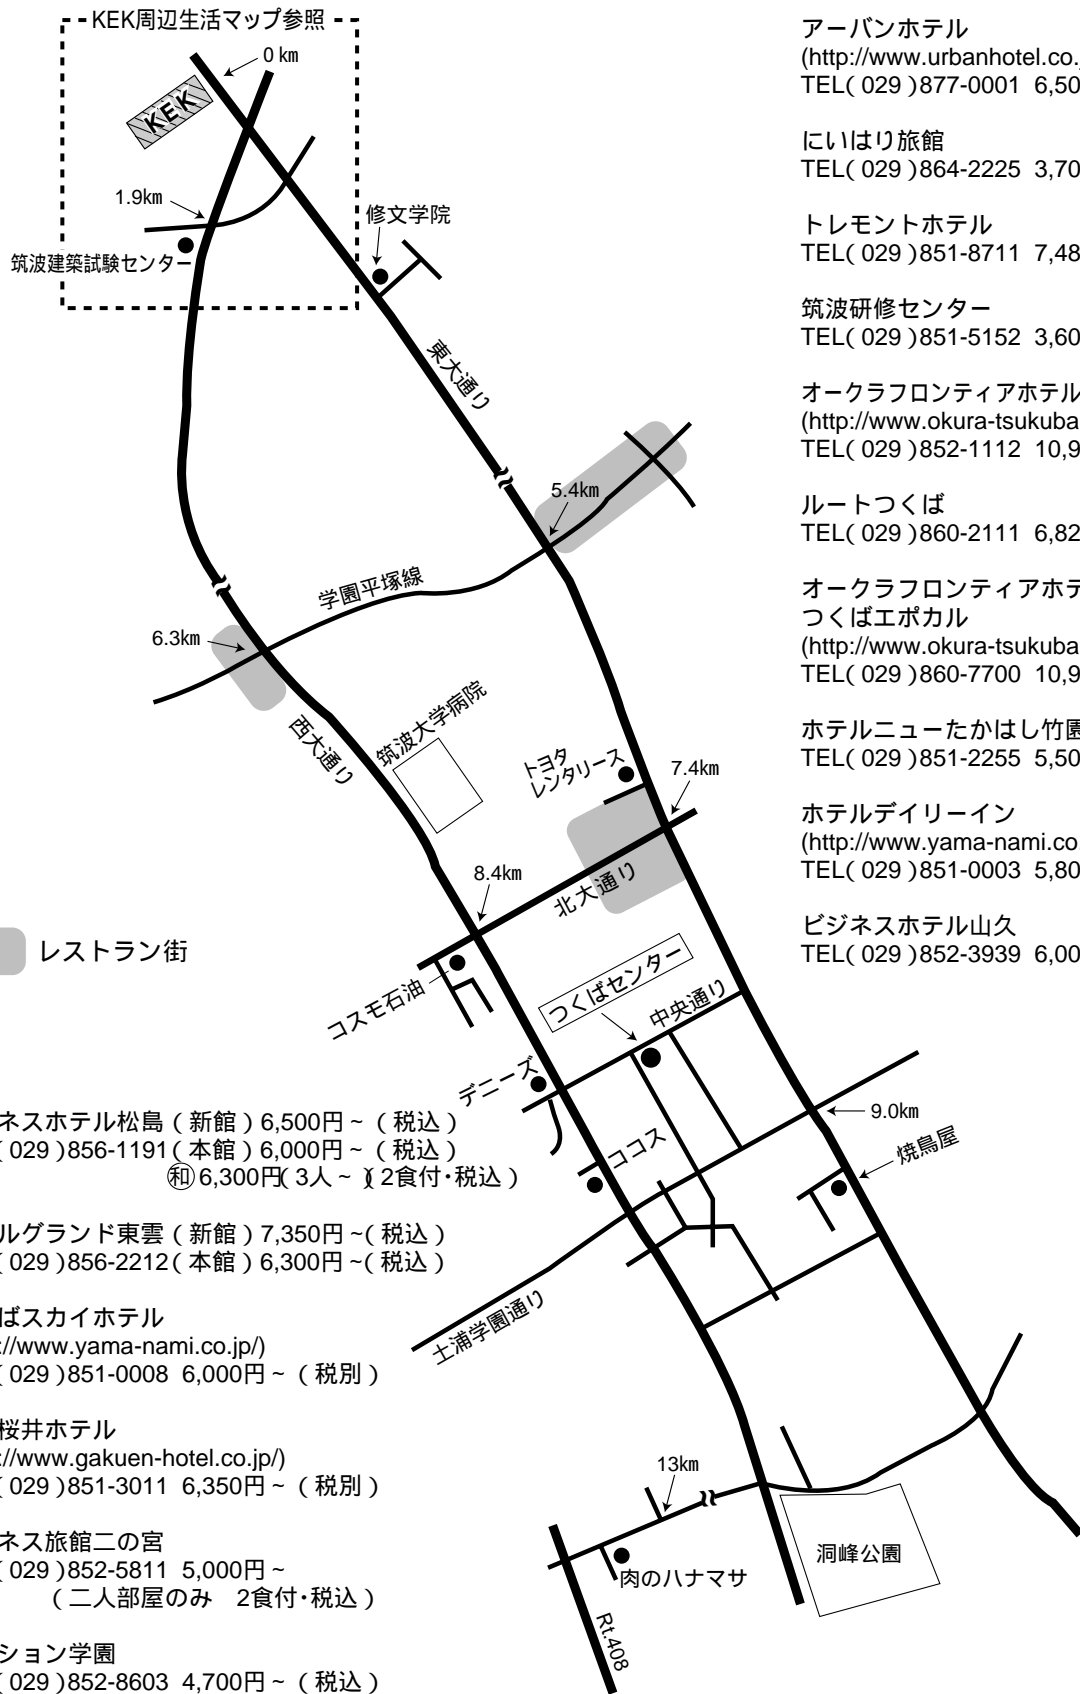 KEK周辺生活マップ参照
0 km
KEK
1.9km
筑波建築試験センター
修文学院
東大通り
5.4km
学園平塚線
6.3km
西大通り
筑波大学病院
トヨタ
レンタリース
7.4km
8.4km
北大通り
レストラン街
コスモ石油
つくばセンター
中央通り
デニーズ
9.0km
ココス
焼鳥屋
土浦学園通り
13km
洞峰公園
肉のハナマサ
Rt.408
アーバンホテル
(http://www.urbanhotel.co.
TEL(029)877-0001 6,50
にいはり旅館
TEL(029)864-2225 3,70
トレモントホテル
TEL(029)851-8711 7,48
筑波研修センター
TEL(029)851-5152 3,60
オークラフロンティアホテル
(http://www.okura-tsukuba
TEL(029)852-1112 10,9
ルートつくば
TEL(029)860-2111 6,82
オークラフロンティアホテ
つくばエポカル
(http://www.okura-tsukuba
TEL(029)860-7700 10,9
ホテルニューたかはし竹園
TEL(029)851-2255 5,50
ホテルデイリーイン
(http://www.yama-nami.co.
TEL(029)851-0003 5,80
ビジネスホテル山久
TEL(029)852-3939 6,00
ネスホテル松島(新館)6,500円~(税込)
(029)856-1191(本館)6,000円~(税込)
㊓6,300円(3人~)(2食付・税込)
ルグランド東雲(新館)7,350円~(税込)
(029)856-2212(本館)6,300円~(税込)
ばスカイホテル
://www.yama-nami.co.jp/)
(029)851-0008 6,000円~(税別)
桜井ホテル
://www.gakuen-hotel.co.jp/)
(029)851-3011 6,350円~(税別)
ネス旅館二の宮
(029)852-5811 5,000円~
(二人部屋のみ 2食付・税込)
ション学園
(029)852-8603 4,700円~(税込)